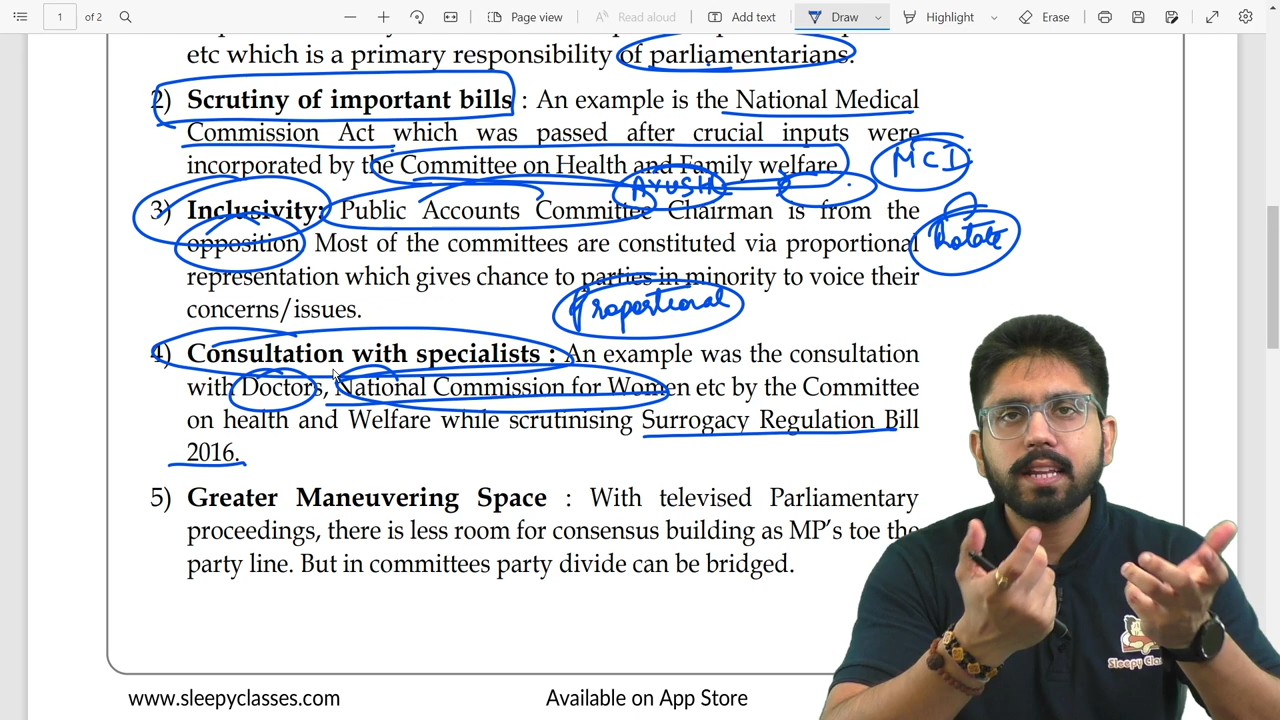 1 of 2 Page view Read aloud Add text Draw Highlight Erase
etc which is a primary responsibility of parliamentarians.
2) Scrutiny of important bills : An example is the National Medical
Commission Act which was passed after crucial inputs were
incorporated by the Committee on Health and Family welfare.
MCI
AYUSH
3) Inclusivity: Public Accounts Committee Chairman is from the
opposition. Most of the committees are constituted via proportional
Rotate
representation which gives chance to parties in minority to voice their
concerns/issues.
Proportional
4) Consultation with specialists : An example was the consultation
with Doctors, National Commission for Women etc by the Committee
on health and Welfare while scrutinising Surrogacy Regulation Bill
2016.
5) Greater Maneuvering Space : With televised Parliamentary
proceedings, there is less room for consensus building as MP's toe the
party line. But in committees party divide can be bridged.
Sleepy
www.sleepyclasses.com Available on App Store